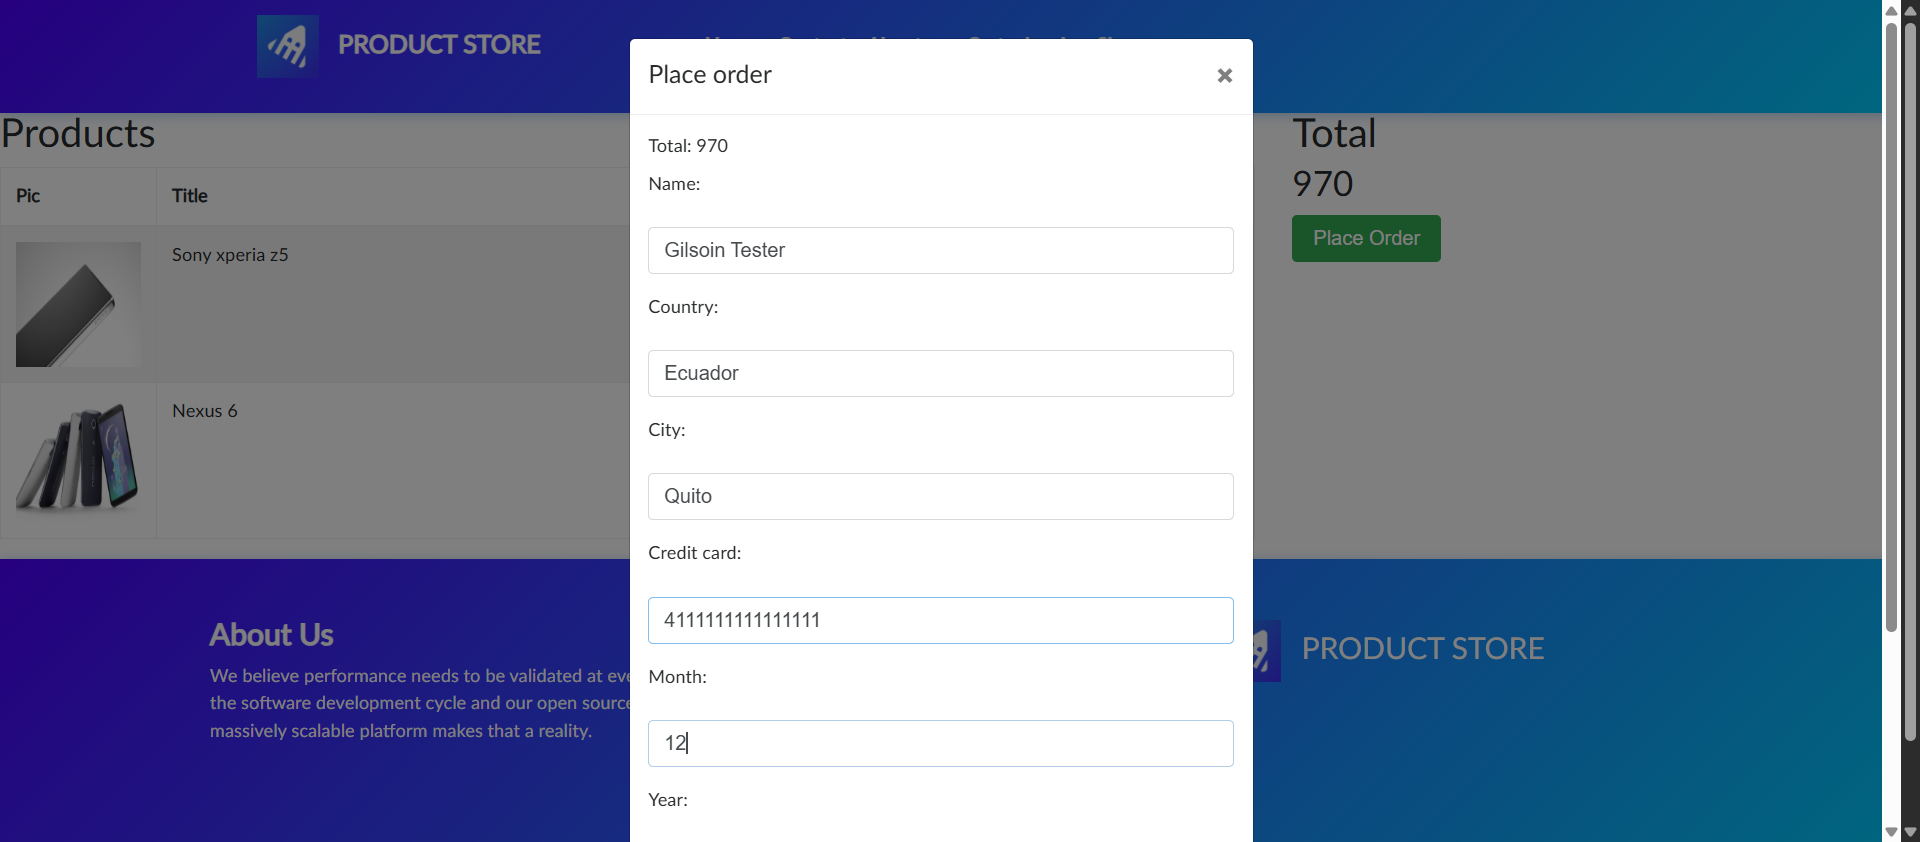 PRODUCT STORE
Place order
Total: 970
Name:
Gilsoin Tester
Country:
Ecuador
City:
Quito
Credit card:
4111111111111111
Month:
12
Year:
Products
Pic
Title
Sony xperia z5
Nexus 6
Total
970
Place Order
About Us
We believe performance needs to be validated at eve
the software development cycle and our open source
massively scalable platform makes that a reality.
PRODUCT STORE